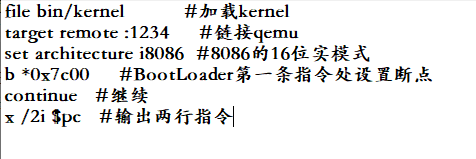 file bin/kernel #加载kernel
target remote :1234 #链接qemu
set architecture i8086 #8086的16位实模式
b *0x7c00 #BootLoader第一条指令处设置断点
continue #继续
x /2i $pc #输出两行指令